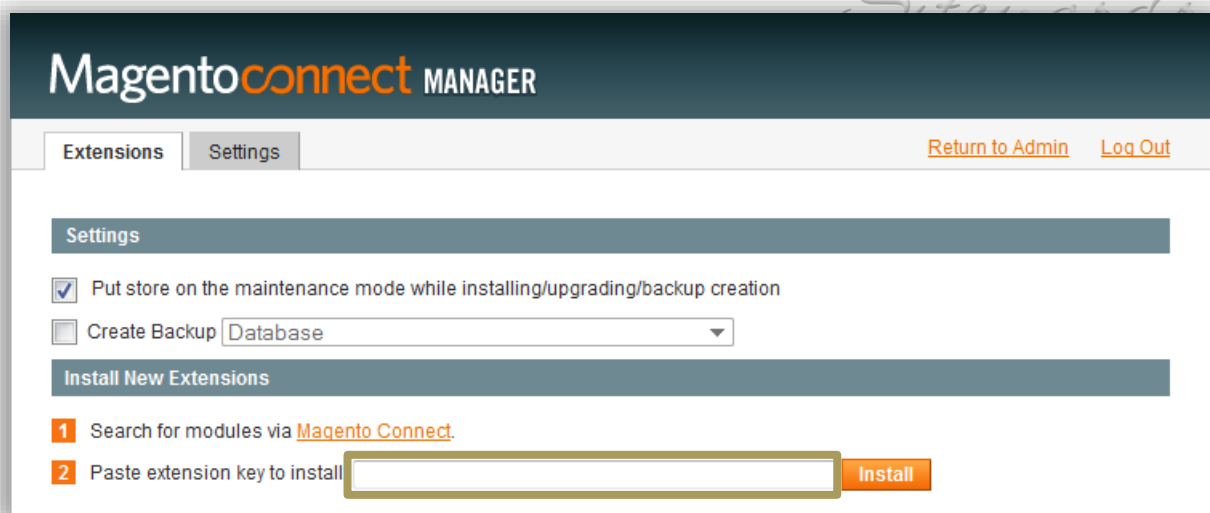 Magentoconnect MANAGER
Extensions Settings Return to Admin Log Out
Settings
Put store on the maintenance mode while installing/upgrading/backup creation
Create Backup Database
Install New Extensions
1 Search for modules via Magento Connect.
2 Paste extension key to install Install